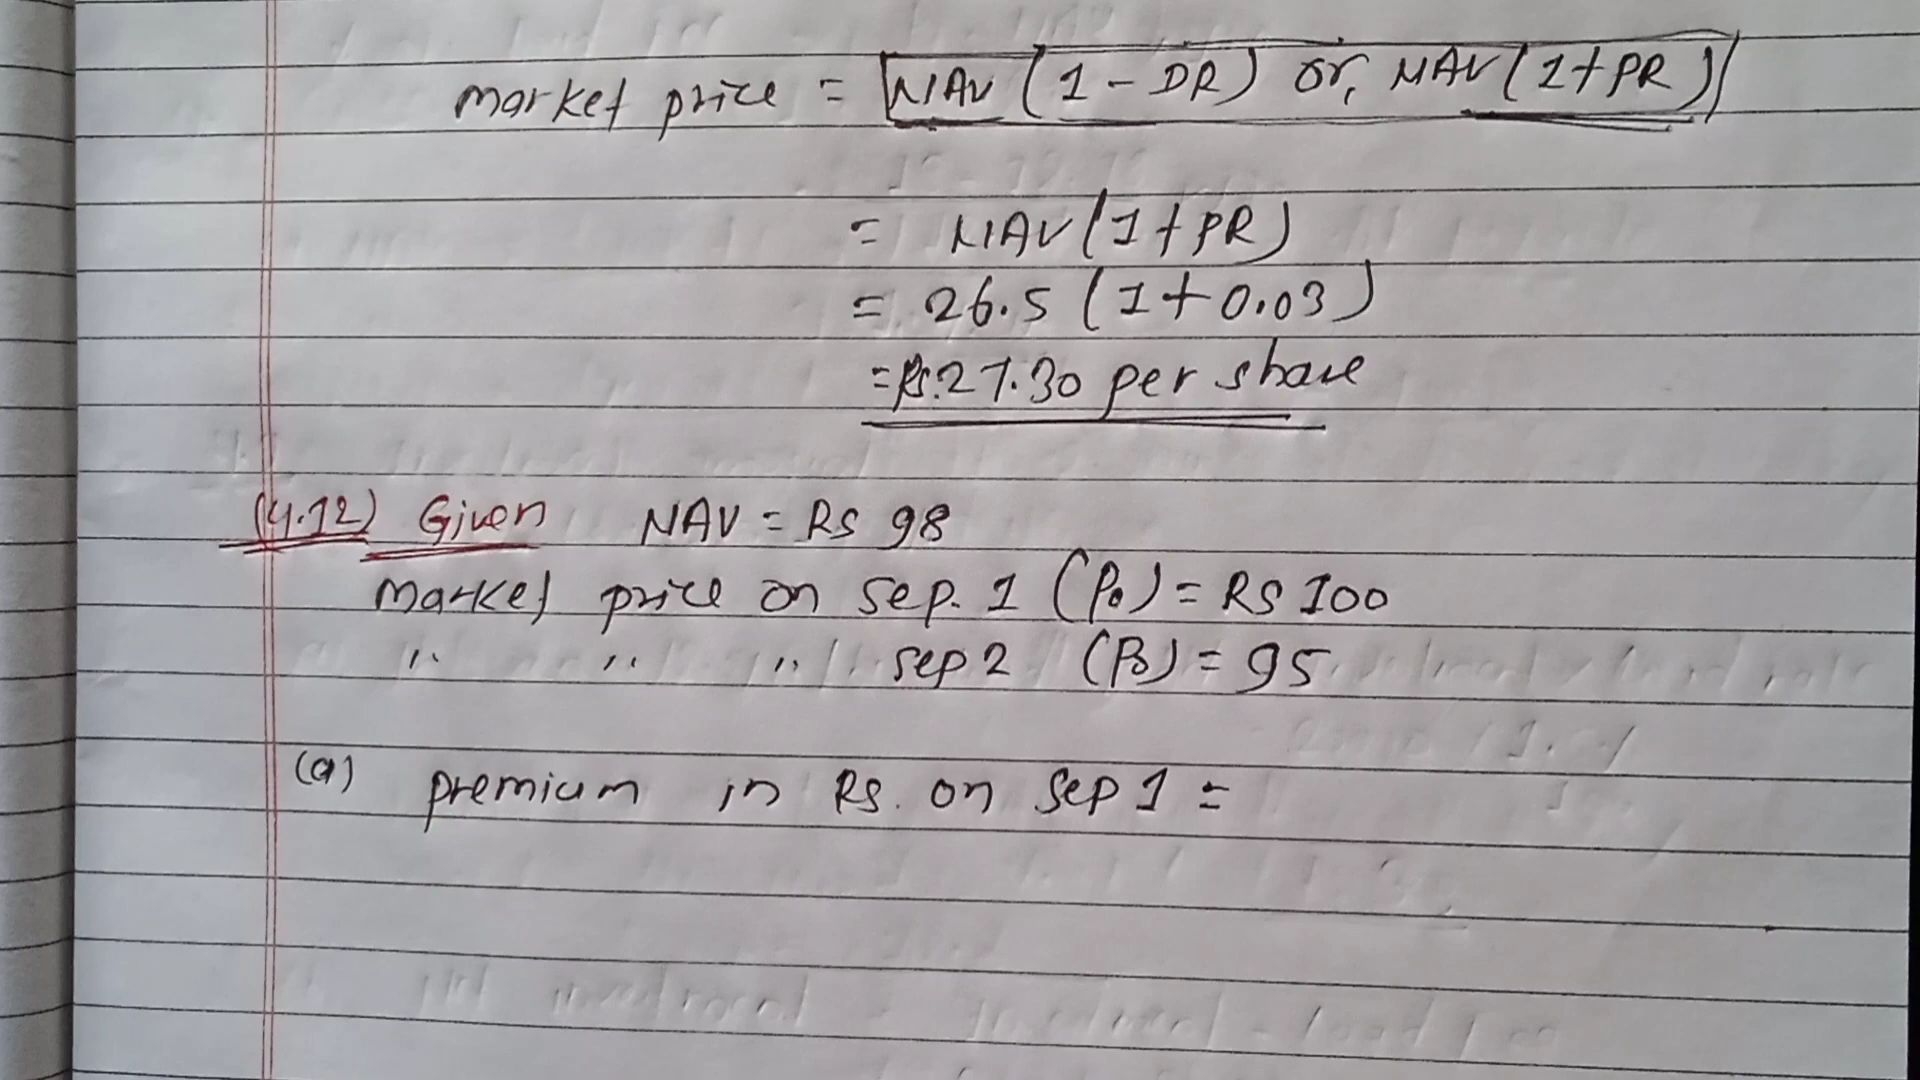 market price = NAV (1 - DR) or, NAV (1 + PR)
= NAV (1 + PR)
= 26.5 (1 + 0.03)
= Rs. 27.30 per share
(4.12) Given NAV = Rs 98
Market price on sep. 1 (P₀) = RS 100
" " " sep 2 (P₀) = 95
(a) premium in Rs. on Sep 1 =